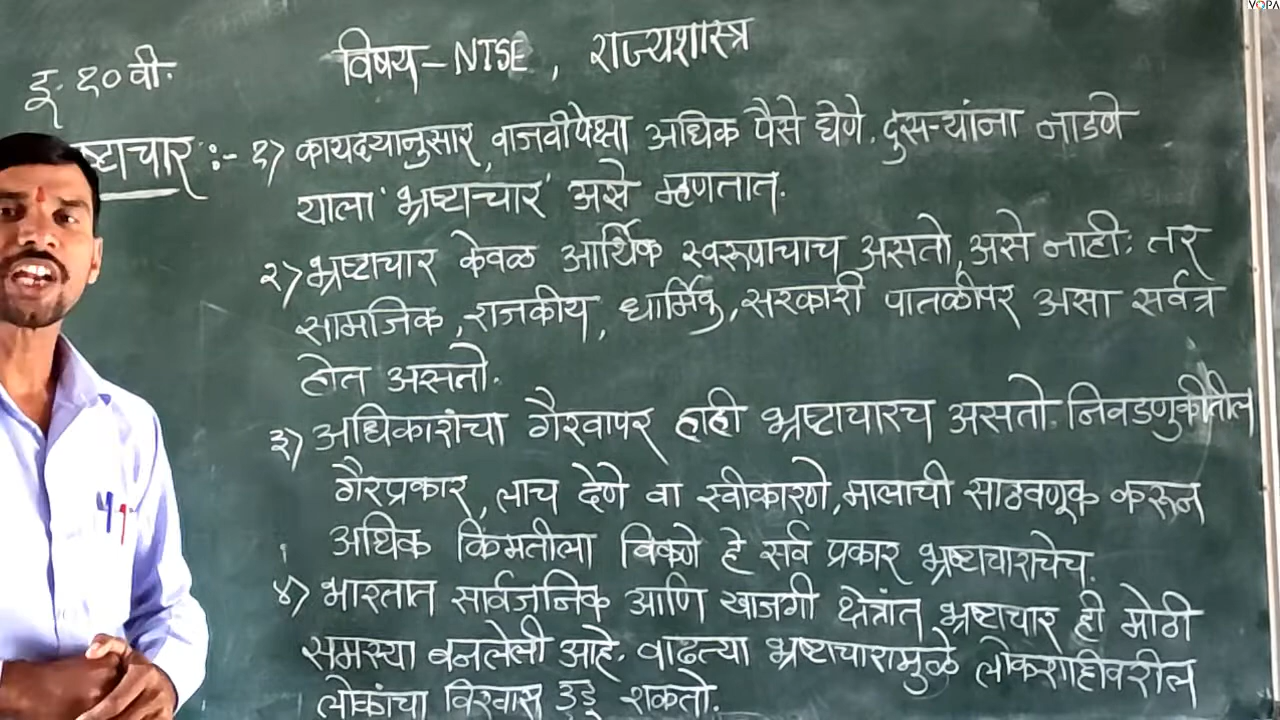 VOPA
इ. १०वी.
विषय - NTSE, राज्यशास्त्र
ष्टाचार :- १) कायदयानुसार, वाजवीपेक्षा अधिक पैसे घेणे. दुसऱ्यांना नाडणे
याला 'भ्रष्टाचार' असे म्हणतात.
२) भ्रष्टाचार केवळ आर्थिक स्वरूपाचाच असतो, असे नाही. तर
सामजिक, राजकीय, धार्मिक, सरकारी पातळीवर असा सर्वत्र
होत असतो.
३) अधिकारांचा गैरवापर हाही भ्रष्टाचारच असतो. निवडणुकीतील
गैरप्रकार, लाच देणे वा स्वीकारणे, मालाची साठवणूक करून
अधिक किंमतीला विकणे हे सर्व प्रकार भ्रष्टाचाराचेच.
४) भारतात सार्वजनिक आणि खाजगी क्षेत्रांत भ्रष्टाचार ही मोठी
समस्या बनलेली आहे. वाढत्या भ्रष्टाचारामुळे लोकशाहीवरील
लोकांचा विश्वास उडू शकतो.